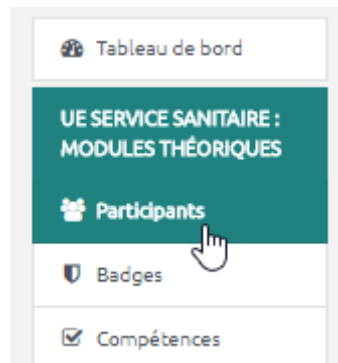 Tableau de bord
UE SERVICE SANITAIRE :
MODULES THÉORIQUES
Participants
Badges
Compétences